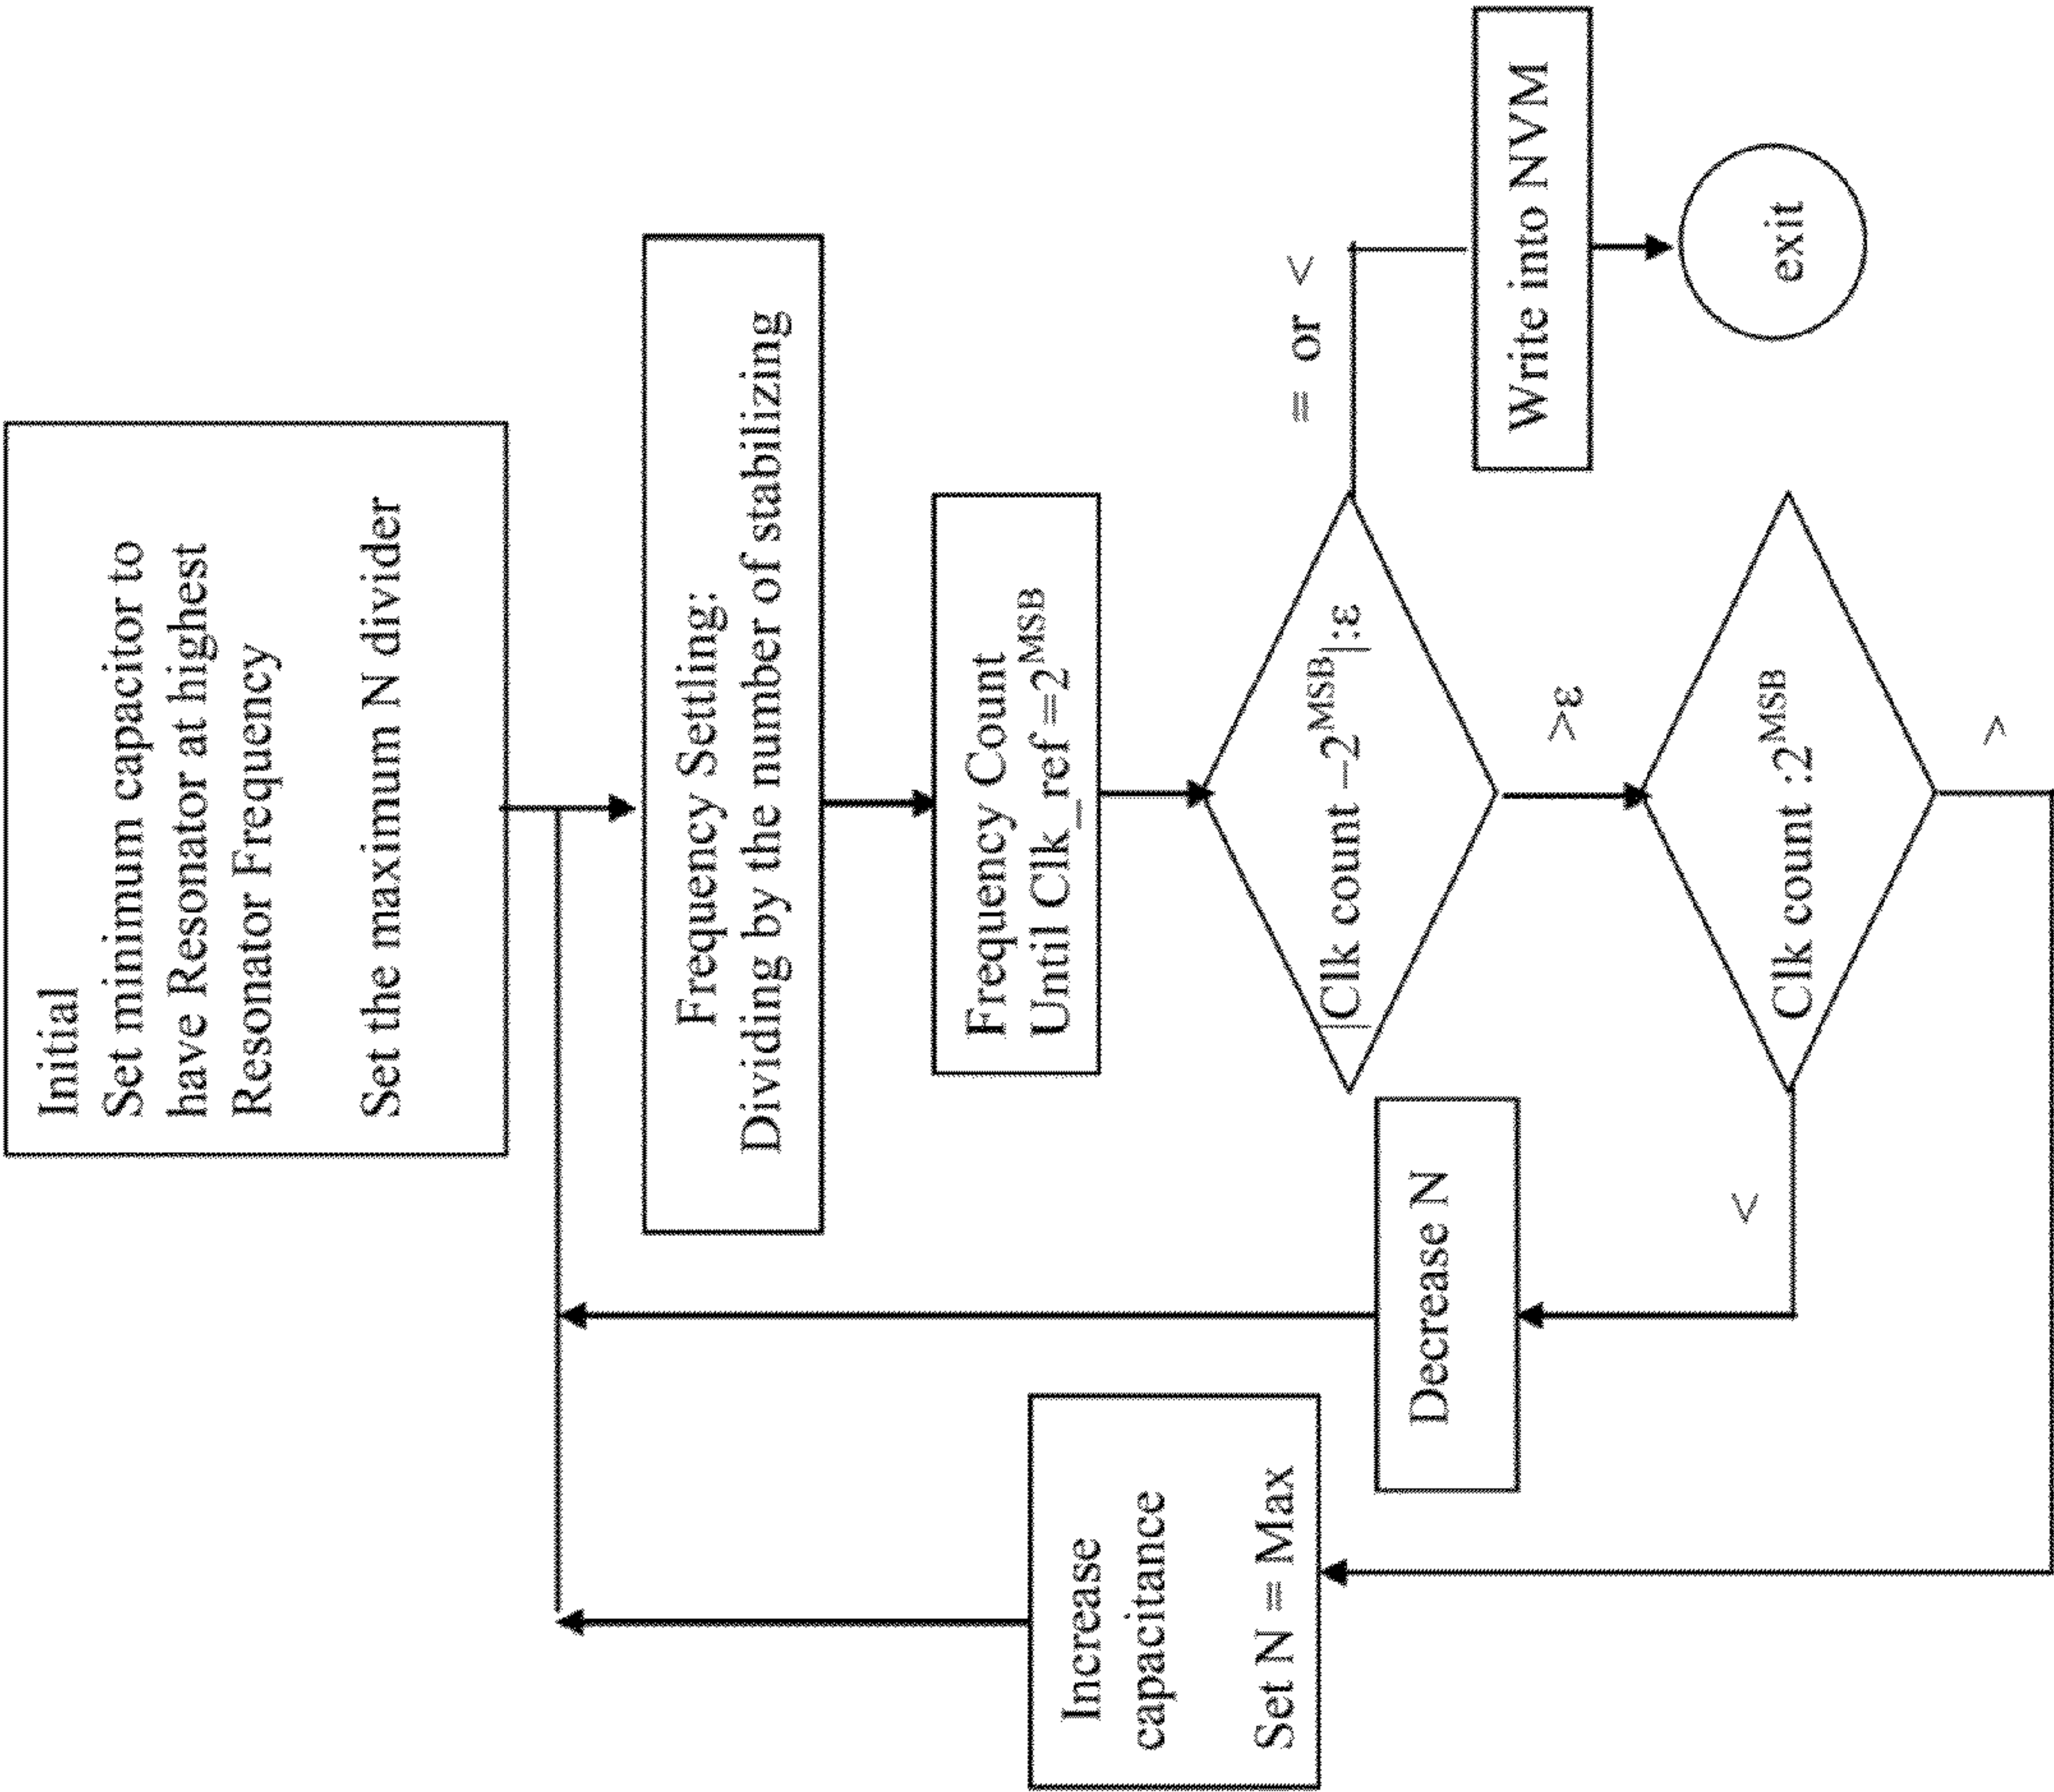 Initial
Set minimum capacitor to
have Resonator at highest
Resonator Frequency
Set the maximum N divider
Frequency Settling:
Dividing by the number of stabilizing
Frequency Count
Until Clk_ref =2^MSB
|Clk count –2^MSB|:ε
= or <
>ε
Write into NVM
exit
Clk count :2^MSB
<
>
Decrease N
Increase
capacitance
Set N = Max